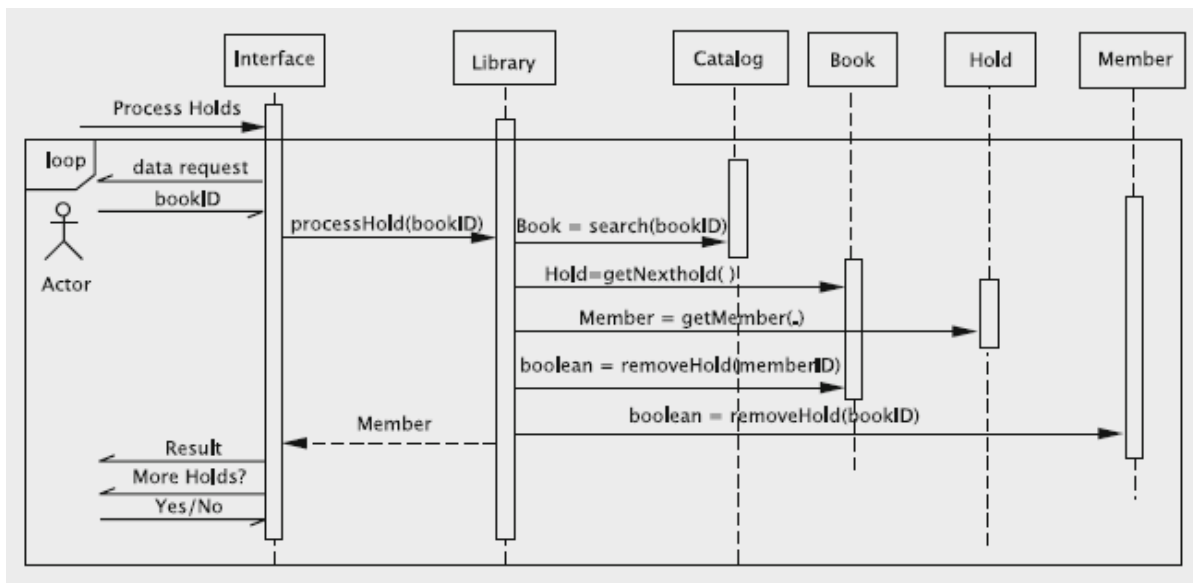 Interface
Library
Catalog
Book
Hold
Member
Process Holds
loop
data request
bookID
Actor
processHold(bookID)
Book = search(bookID)
Hold=getNexthold( )
Member = getMember(.)
boolean = removeHold(memberID)
boolean = removeHold(bookID)
Member
Result
More Holds?
Yes/No